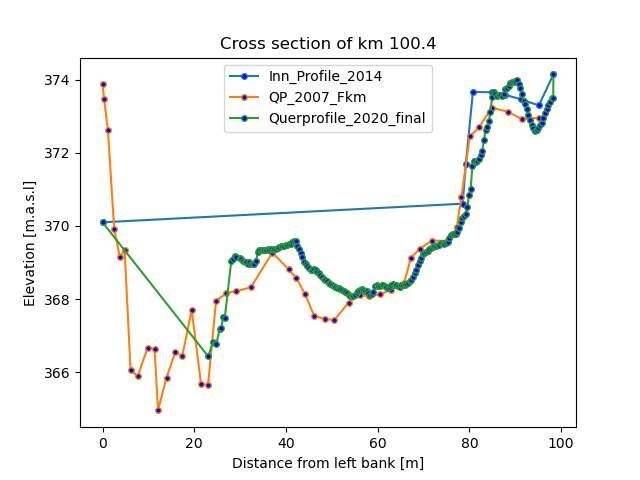 Cross section of km 100.4
Inn_Profile_2014
QP_2007_Fkm
Querprofile_2020_final
Elevation [m.a.s.l]
374
372
370
368
366
0 20 40 60 80 100
Distance from left bank [m]